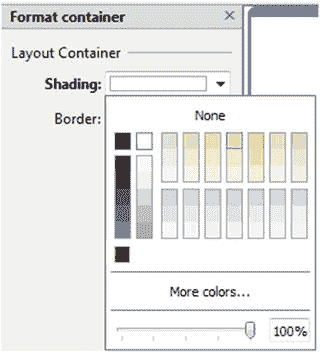 Format container
Layout Container
Shading:
Border:
None
More colors...
100%